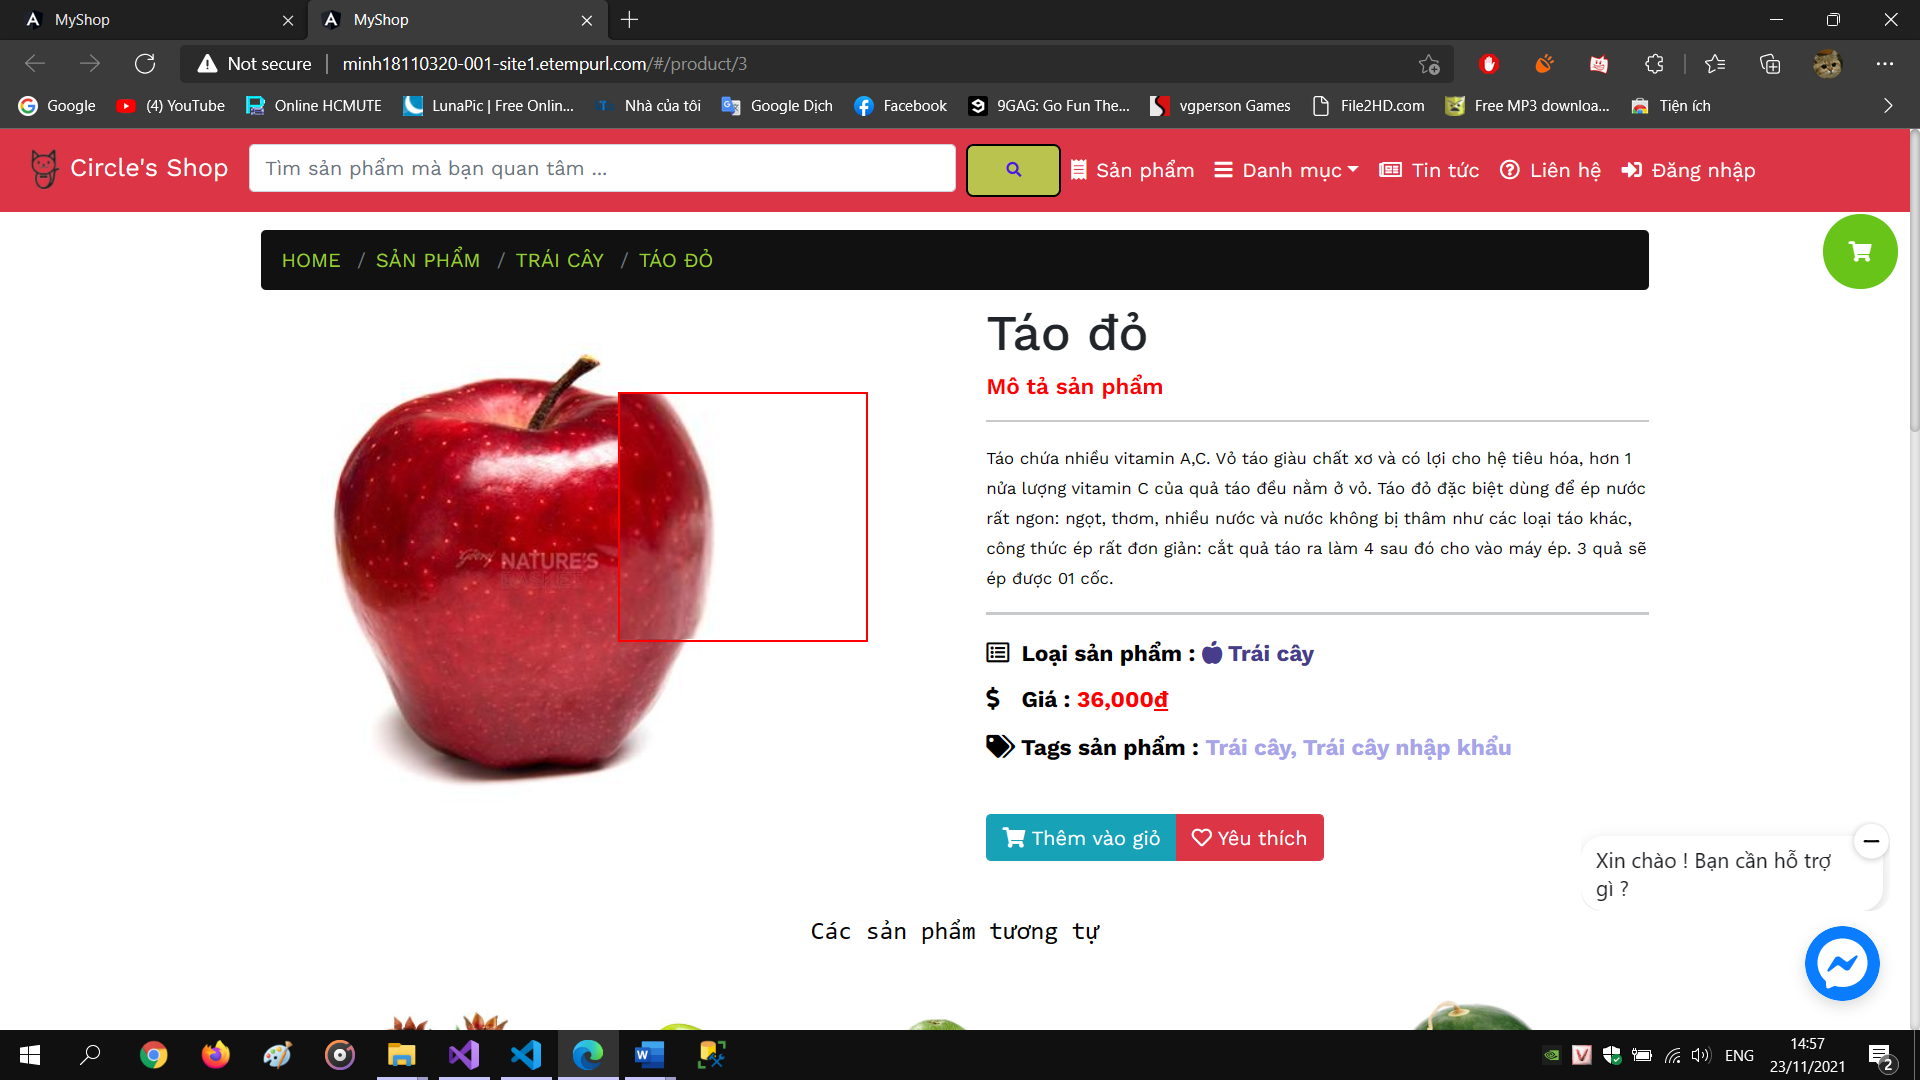 MyShop
MyShop
Not secure
minh18110320-001-site1.etempurl.com/#/product/3
Google
(4) YouTube
Online HCMUTE
LunaPic | Free Onlin...
Nhà của tôi
Google Dịch
Facebook
9GAG: Go Fun The...
vgperson Games
File2HD.com
Free MP3 downloa...
Tiện ích
Circle's Shop
Tìm sản phẩm mà bạn quan tâm ...
Sản phẩm
Danh mục
Tin tức
Liên hệ
Đăng nhập
HOME / SẢN PHẨM / TRÁI CÂY / TÁO ĐỎ
NATURE'S
BASKET
Táo đỏ
Mô tả sản phẩm
Táo chứa nhiều vitamin A,C. Vỏ táo giàu chất xơ và có lợi cho hệ tiêu hóa, hơn 1
nửa lượng vitamin C của quả táo đều nằm ở vỏ. Táo đỏ đặc biệt dùng để ép nước
rất ngon: ngọt, thơm, nhiều nước và nước không bị thâm như các loại táo khác,
công thức ép rất đơn giản: cắt quả táo ra làm 4 sau đó cho vào máy ép. 3 quả sẽ
ép được 01 cốc.
Loại sản phẩm : Trái cây
Giá : 36,000đ
Tags sản phẩm : Trái cây, Trái cây nhập khẩu
Thêm vào giỏ
Yêu thích
Xin chào ! Bạn cần hỗ trợ
gì ?
Các sản phẩm tương tự
ENG
14:57
23/11/2021
2